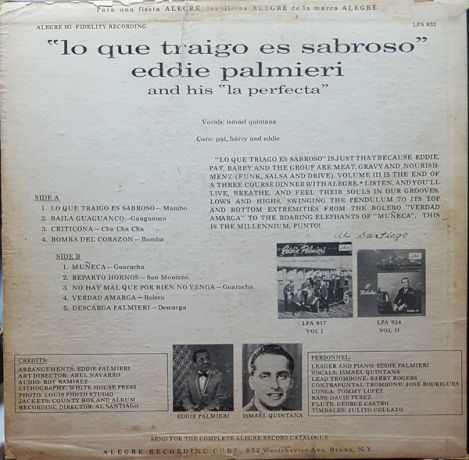 Para una fiesta ALEGRE, los discos ALEGRE de la marca ALEGRE
ALEGRE HI-FIDELITY RECORDING
LPA 832
"lo que traigo es sabroso"
eddie palmieri
and his "la perfecta"
Vocals: ismael quintana
Coro: pat, barry and eddie
"LO QUE TRAIGO ES SABROSO" IS JUST THAT BECAUSE EDDIE,
PAT, BARRY AND THE GROUP ARE MEAT, GRAVY AND NOURISH-
MENT (FUNK, SALSA AND DRIVE). VOLUME III IS THE END OF
A THREE COURSE DINNER WITH ALEGRE.* LISTEN, AND YOU'LL
LIVE, BREATHE, AND FEEL THEIR SOULS IN OUR GROOVES.
LOWS AND HIGHS, SWINGING THE PENDULUM TO ITS TOP
AND BOTTOM EXTREMITIES FROM THE BOLERO "VERDAD
AMARGA" TO THE ROARING ELEPHANTS OF "MUÑECA". THIS
IS THE MILLENNIUM, PUNTO!
Al Santiago
SIDE A
1. LO QUE TRAIGO ES SABROSO—Mambo
2. BAILA GUAGUANCO—Guaguanco
3. CRITICONA—Cha Cha Cha
4. BOMBA DEL CORAZON—Bomba
SIDE B
1. MUÑECA—Guaracha
2. REPARTO HORNOS—Son Montuno
3. NO HAY MAL QUE POR BIEN NO VENGA—Guaracha
4. VERDAD AMARGA—Bolero
5. DESCARGA PALMIERI—Descarga
Eddie Palmieri
LPA 817
VOL I
LPA 824
VOL II
CREDITS:
ARRANGEMENTS: EDDIE PALMIERI
ART DIRECTOR: ABEL NAVARRO
AUDIO: ROY RAMIREZ
LITHOGRAPHY: WHITE HOUSE PRESS
PHOTO: LOUIS PHOTO STUDIO
JACKETS: COUNTY BOX AND ALBUM
RECORDING DIRECTOR: AL SANTIAGO
EDDIE PALMIERI
ISMAEL QUINTANA
PERSONNEL:
LEADER AND PIANO: EDDIE PALMIERI
VOCALS: ISMAEL QUINTANA
LEAD TROMBONE: BARRY ROGERS
CONTRAPUNTAL TROMBONE: JOSE RODRIGUES
CONGA: TOMMY LOPEZ
BASS: DAVIE PEREZ
FLUTE: GEORGE CASTRO
TIMBALES: JULITO COLLAZO
SEND FOR THE COMPLETE ALEGRE RECORD CATALOGUE
ALEGRE RECORDING CORP., 852 Westchester Ave. Bronx, N.Y.